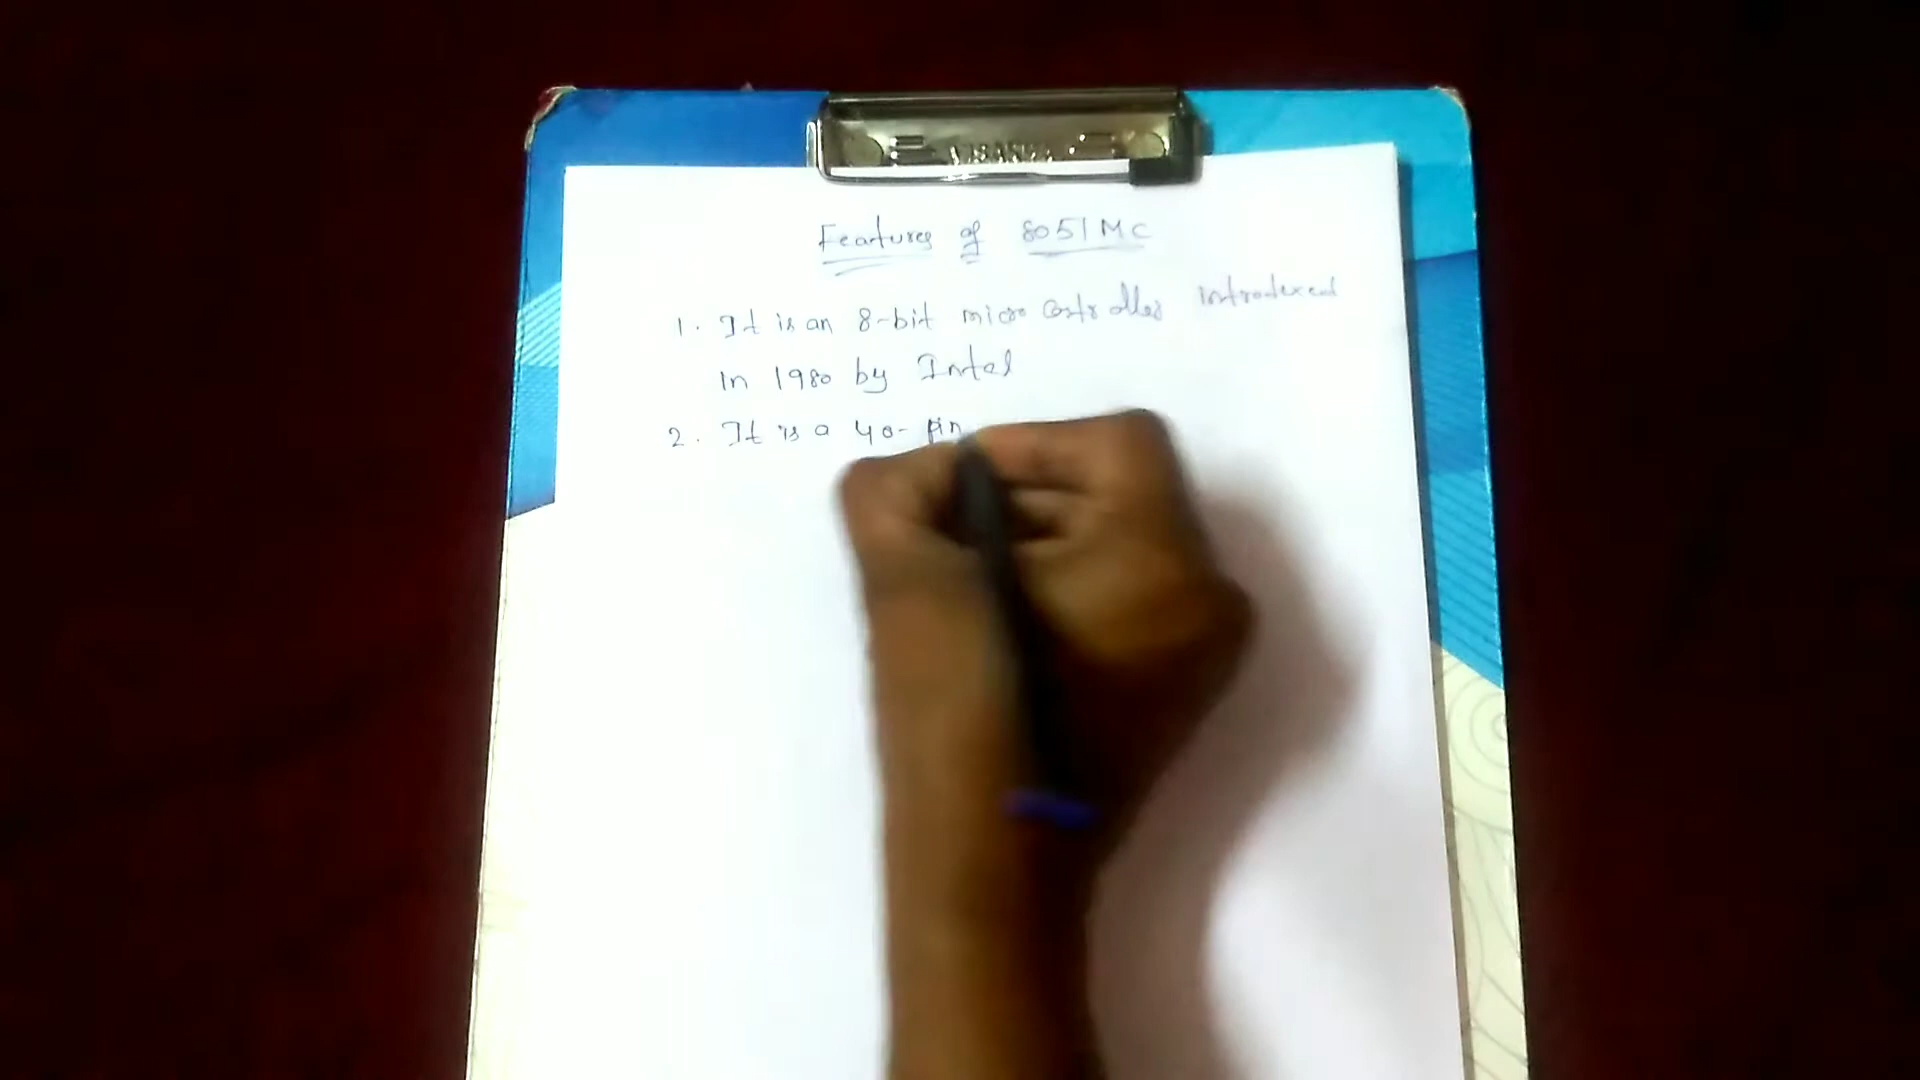 Features of 8051 MC
1. It is an 8-bit micro controller introduced
in 1980 by Intel
2. It is a 40-pin